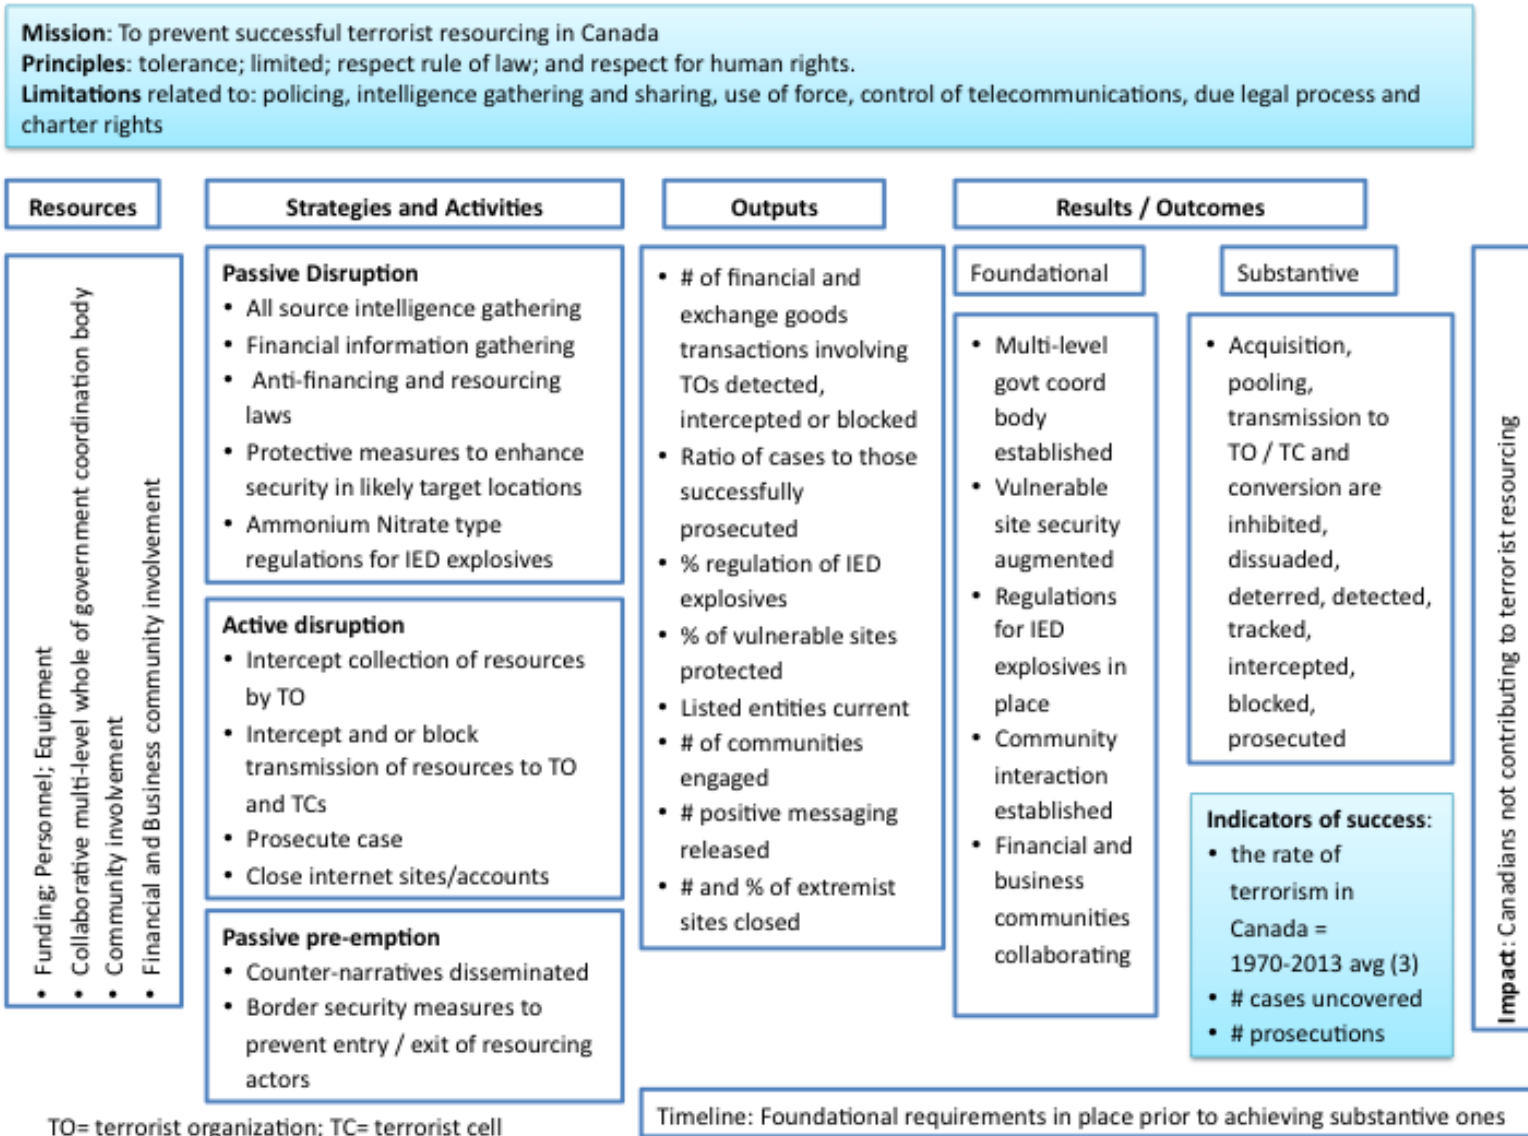 Mission: To prevent successful terrorist resourcing in Canada
Principles: tolerance; limited; respect rule of law; and respect for human rights.
Limitations related to: policing, intelligence gathering and sharing, use of force, control of telecommunications, due legal process and
charter rights
Resources
• Funding; Personnel; Equipment
• Collaborative multi-level whole of government coordination body
• Community involvement
• Financial and Business community involvement
Strategies and Activities
Passive Disruption
• All source intelligence gathering
• Financial information gathering
• Anti-financing and resourcing
laws
• Protective measures to enhance
security in likely target locations
• Ammonium Nitrate type
regulations for IED explosives
Active disruption
• Intercept collection of resources
by TO
• Intercept and or block
transmission of resources to TO
and TCs
• Prosecute case
• Close internet sites/accounts
Passive pre-emption
• Counter-narratives disseminated
• Border security measures to
prevent entry / exit of resourcing
actors
TO= terrorist organization; TC= terrorist cell
Outputs
• # of financial and
exchange goods
transactions involving
TOs detected,
intercepted or blocked
• Ratio of cases to those
successfully
prosecuted
• % regulation of IED
explosives
• % of vulnerable sites
protected
• Listed entities current
• # of communities
engaged
• # positive messaging
released
• # and % of extremist
sites closed
Results / Outcomes
Foundational
• Multi-level
govt coord
body
established
• Vulnerable
site security
augmented
• Regulations
for IED
explosives in
place
• Community
interaction
established
• Financial and
business
communities
collaborating
Substantive
• Acquisition,
pooling,
transmission to
TO / TC and
conversion are
inhibited,
dissuaded,
deterred, detected,
tracked,
intercepted,
blocked,
prosecuted
Indicators of success:
• the rate of
terrorism in
Canada =
1970-2013 avg (3)
• # cases uncovered
• # prosecutions
Impact: Canadians not contributing to terrorist resourcing
Timeline: Foundational requirements in place prior to achieving substantive ones